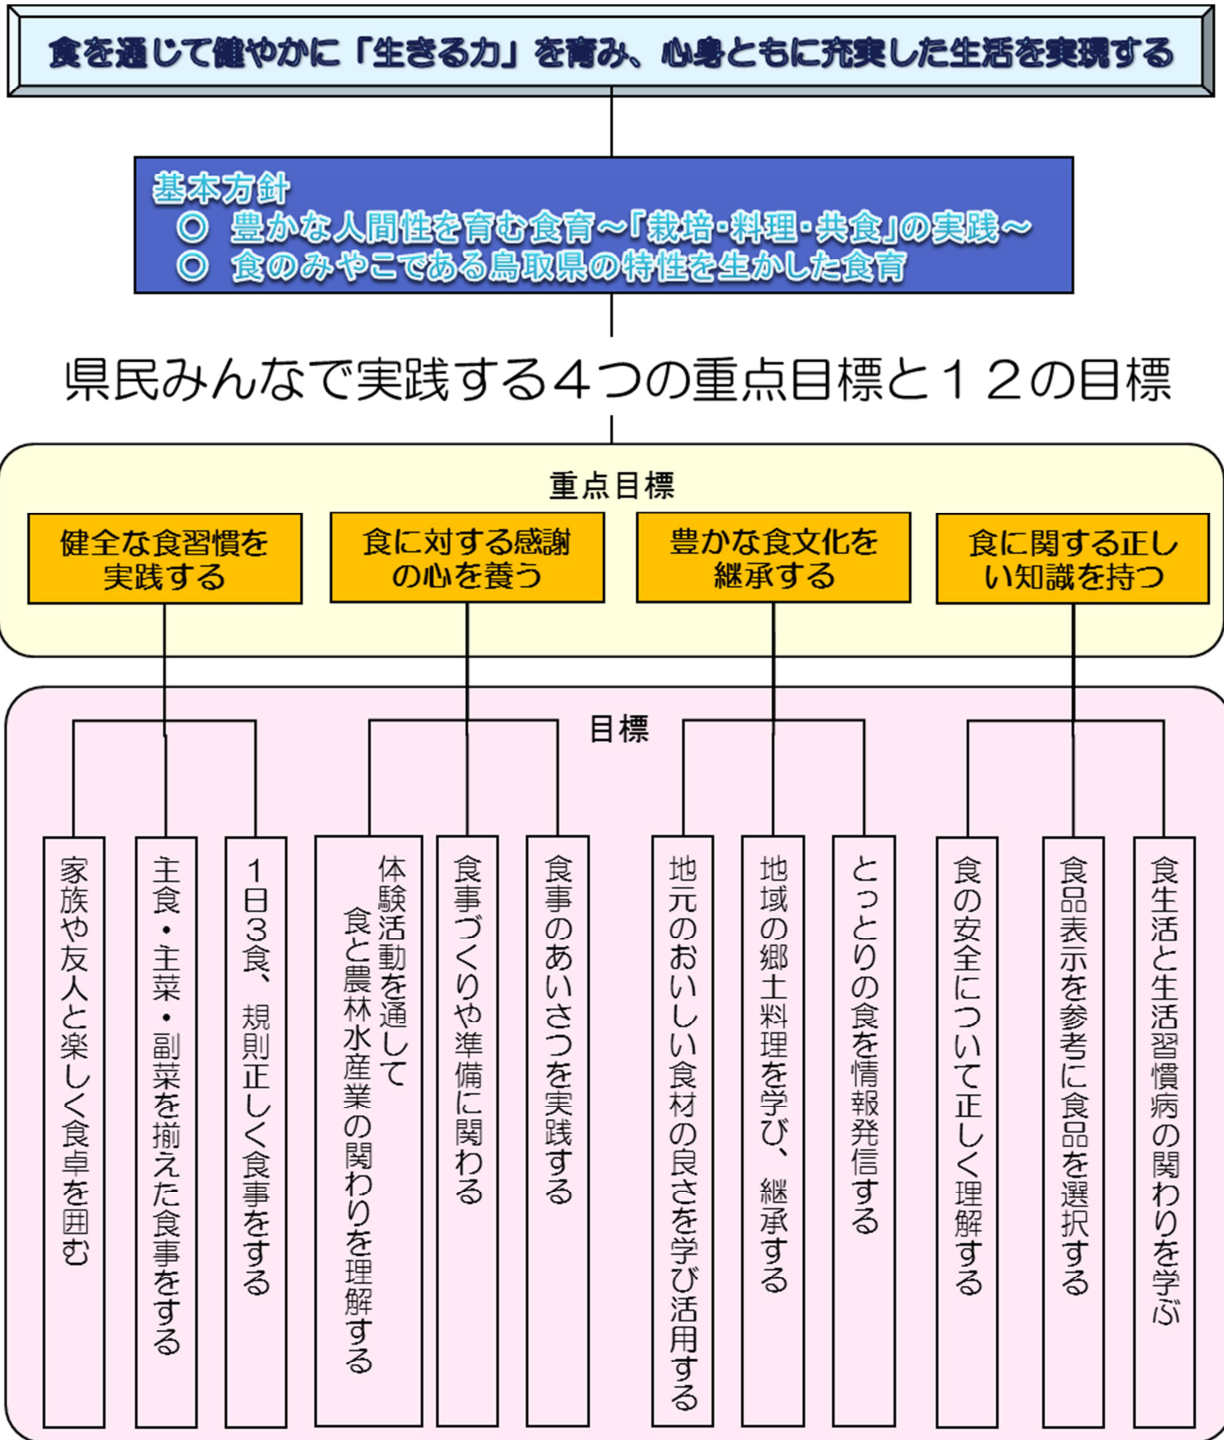 食を通じて健やかに「生きる力」を育み、心身ともに充実した生活を実現する
基本方針
○ 豊かな人間性を育む食育～「栽培・料理・共食」の実践～
○ 食のみやこである鳥取県の特性を生かした食育
県民みんなで実践する４つの重点目標と１２の目標
重点目標
健全な食習慣を
実践する
食に対する感謝
の心を養う
豊かな食文化を
継承する
食に関する正し
い知識を持つ
目標
家族や友人と楽しく食卓を囲む
主食・主菜・副菜を揃えた食事をする
１日３食、規則正しく食事をする
体験活動を通して
食と農林水産業の関わりを理解する
食事づくりや準備に関わる
食事のあいさつを実践する
地元のおいしい食材の良さを学び活用する
地域の郷土料理を学び、継承する
とっとりの食を情報発信する
食の安全について正しく理解する
食品表示を参考に食品を選択する
食生活と生活習慣病の関わりを学ぶ